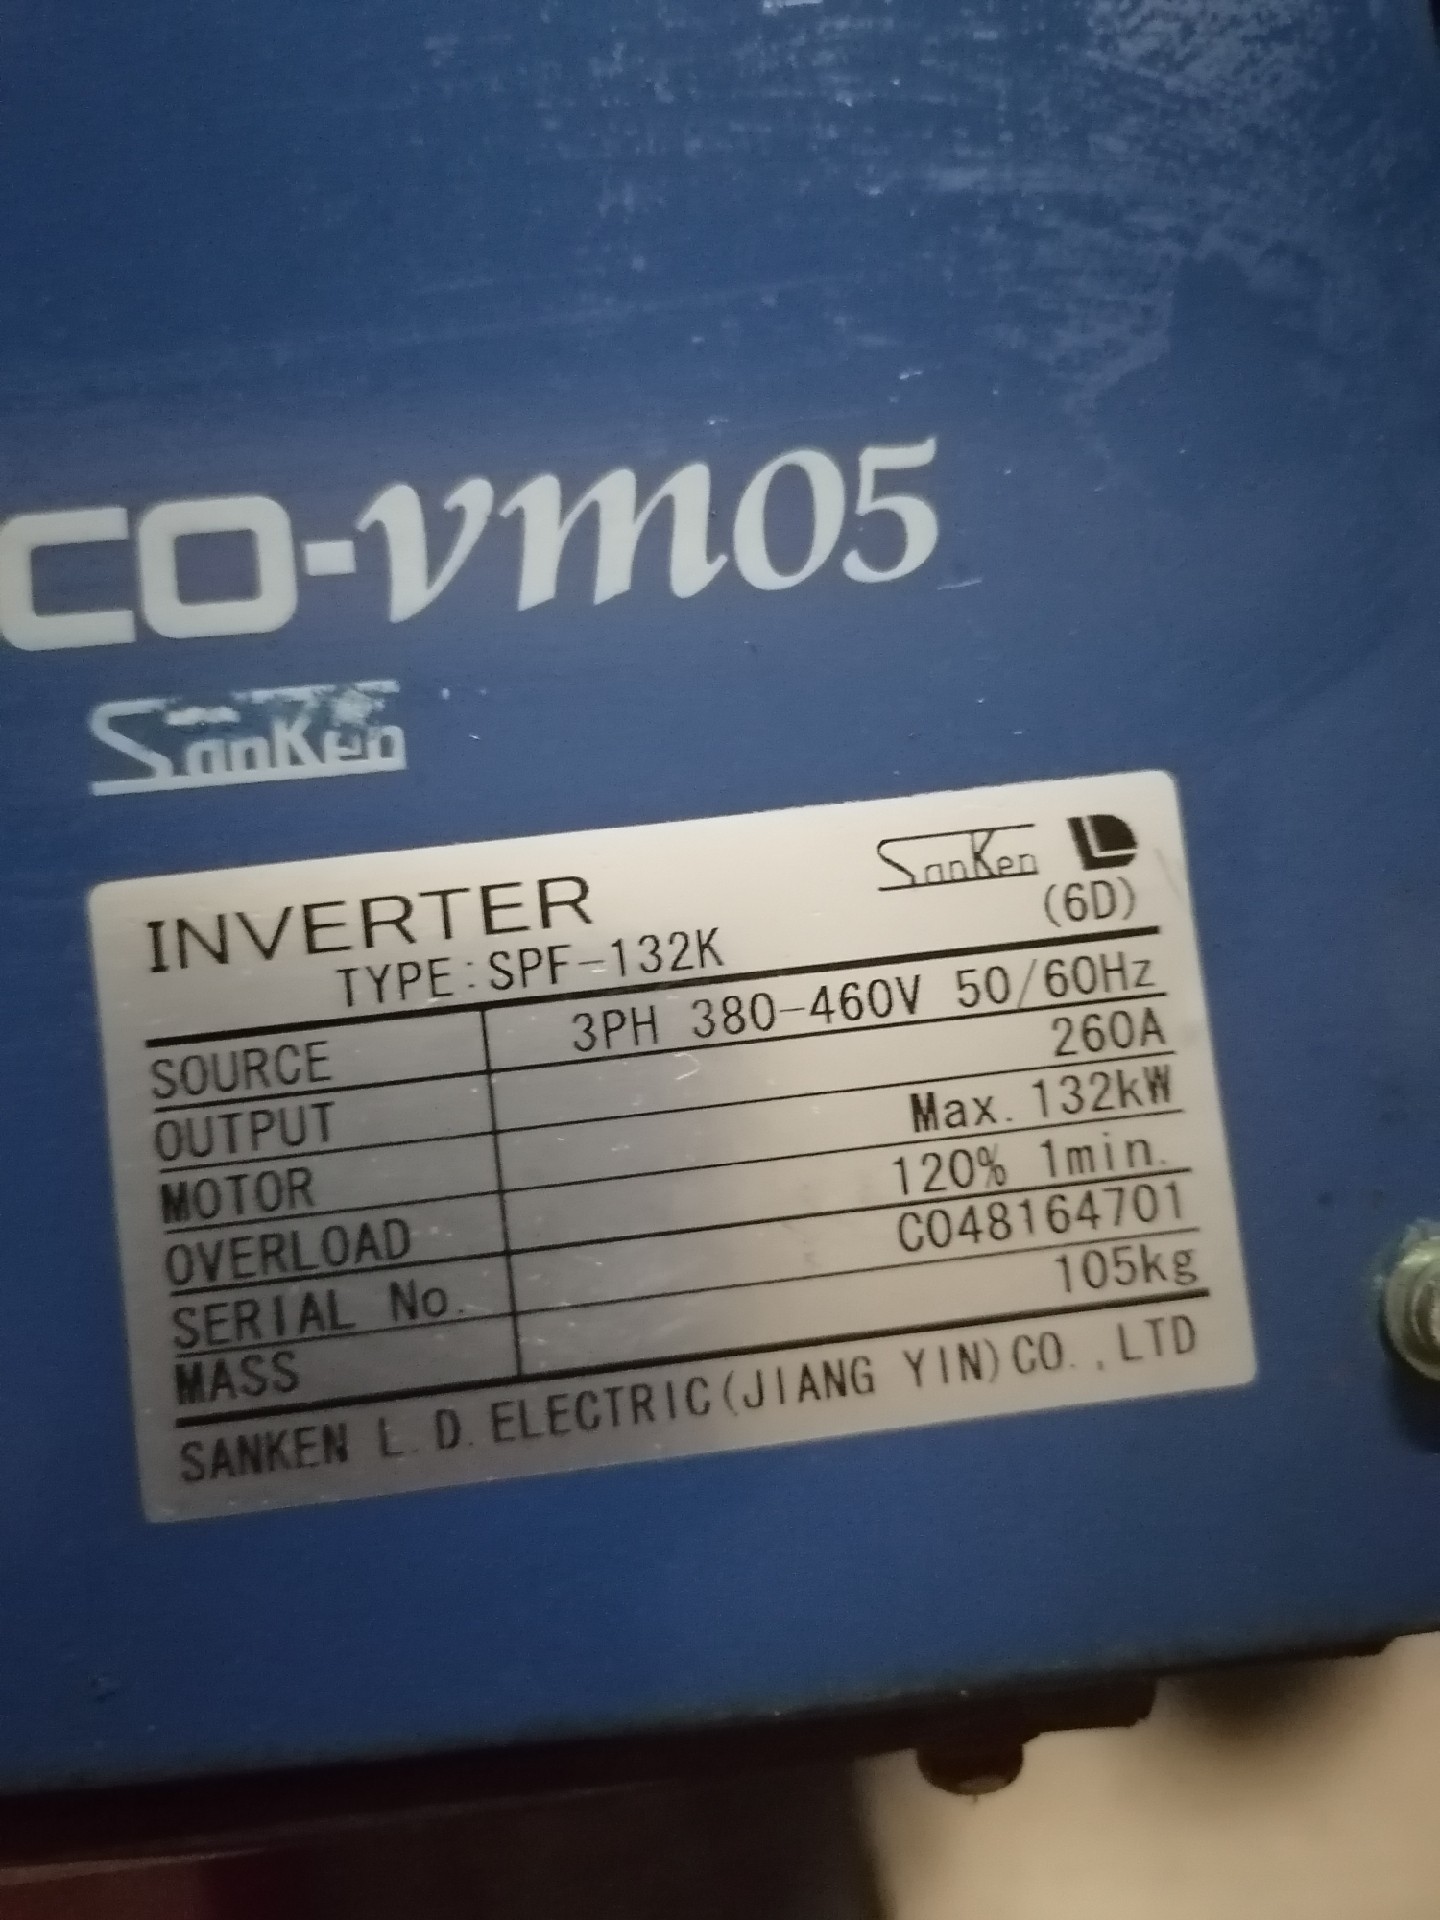 CO-vm05
SanKen
INVERTER SanKen LD
TYPE:SPF-132K (6D)
SOURCE 3PH 380-460V 50/60Hz
OUTPUT 260A
MOTOR Max. 132kW
OVERLOAD 120% 1min.
SERIAL No. C048164701
MASS 105kg
SANKEN L.D.ELECTRIC(JIANG YIN)CO.,LTD